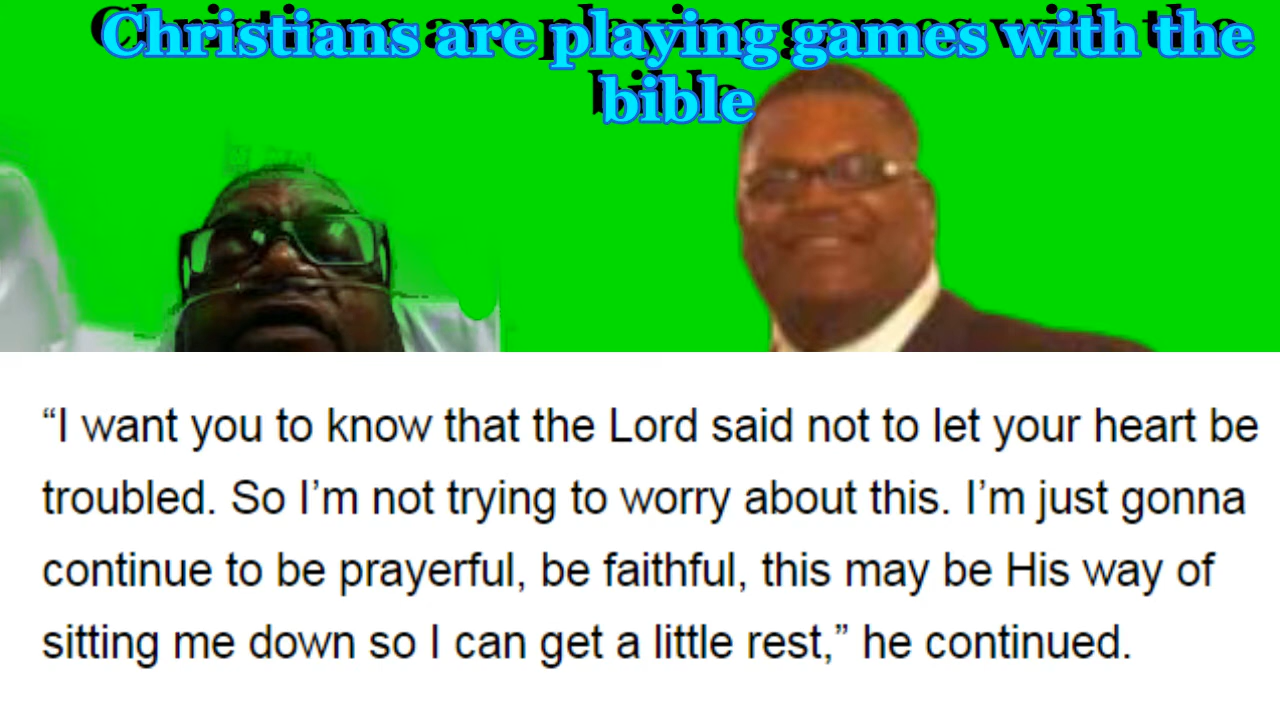 Christians are playing games with the
bible
“I want you to know that the Lord said not to let your heart be
troubled. So I’m not trying to worry about this. I’m just gonna
continue to be prayerful, be faithful, this may be His way of
sitting me down so I can get a little rest,” he continued.